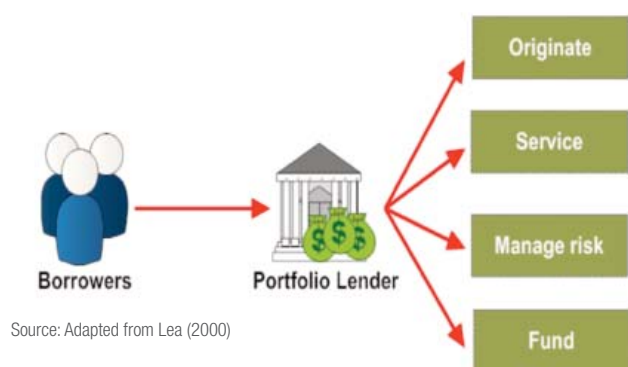 Originate
Service
Manage risk
Fund
Borrowers
Portfolio Lender
$ $ $
Source: Adapted from Lea (2000)